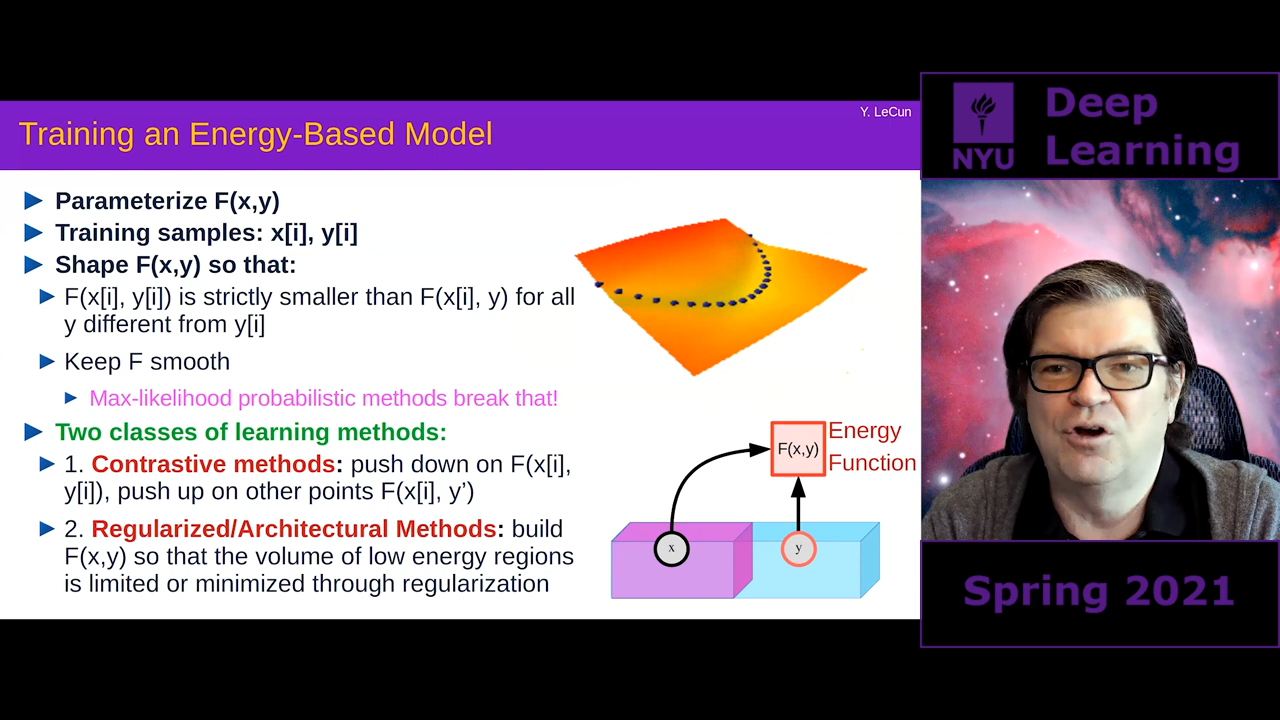 Y. LeCun
Training an Energy-Based Model
Parameterize F(x,y)
Training samples: x[i], y[i]
Shape F(x,y) so that:
F(x[i], y[i]) is strictly smaller than F(x[i], y) for all
y different from y[i]
Keep F smooth
Max-likelihood probabilistic methods break that!
Two classes of learning methods:
1. Contrastive methods: push down on F(x[i],
y[i]), push up on other points F(x[i], y’)
2. Regularized/Architectural Methods: build
F(x,y) so that the volume of low energy regions
is limited or minimized through regularization
F(x,y)
Energy
Function
x
y
NYU
Deep
Learning
Spring 2021